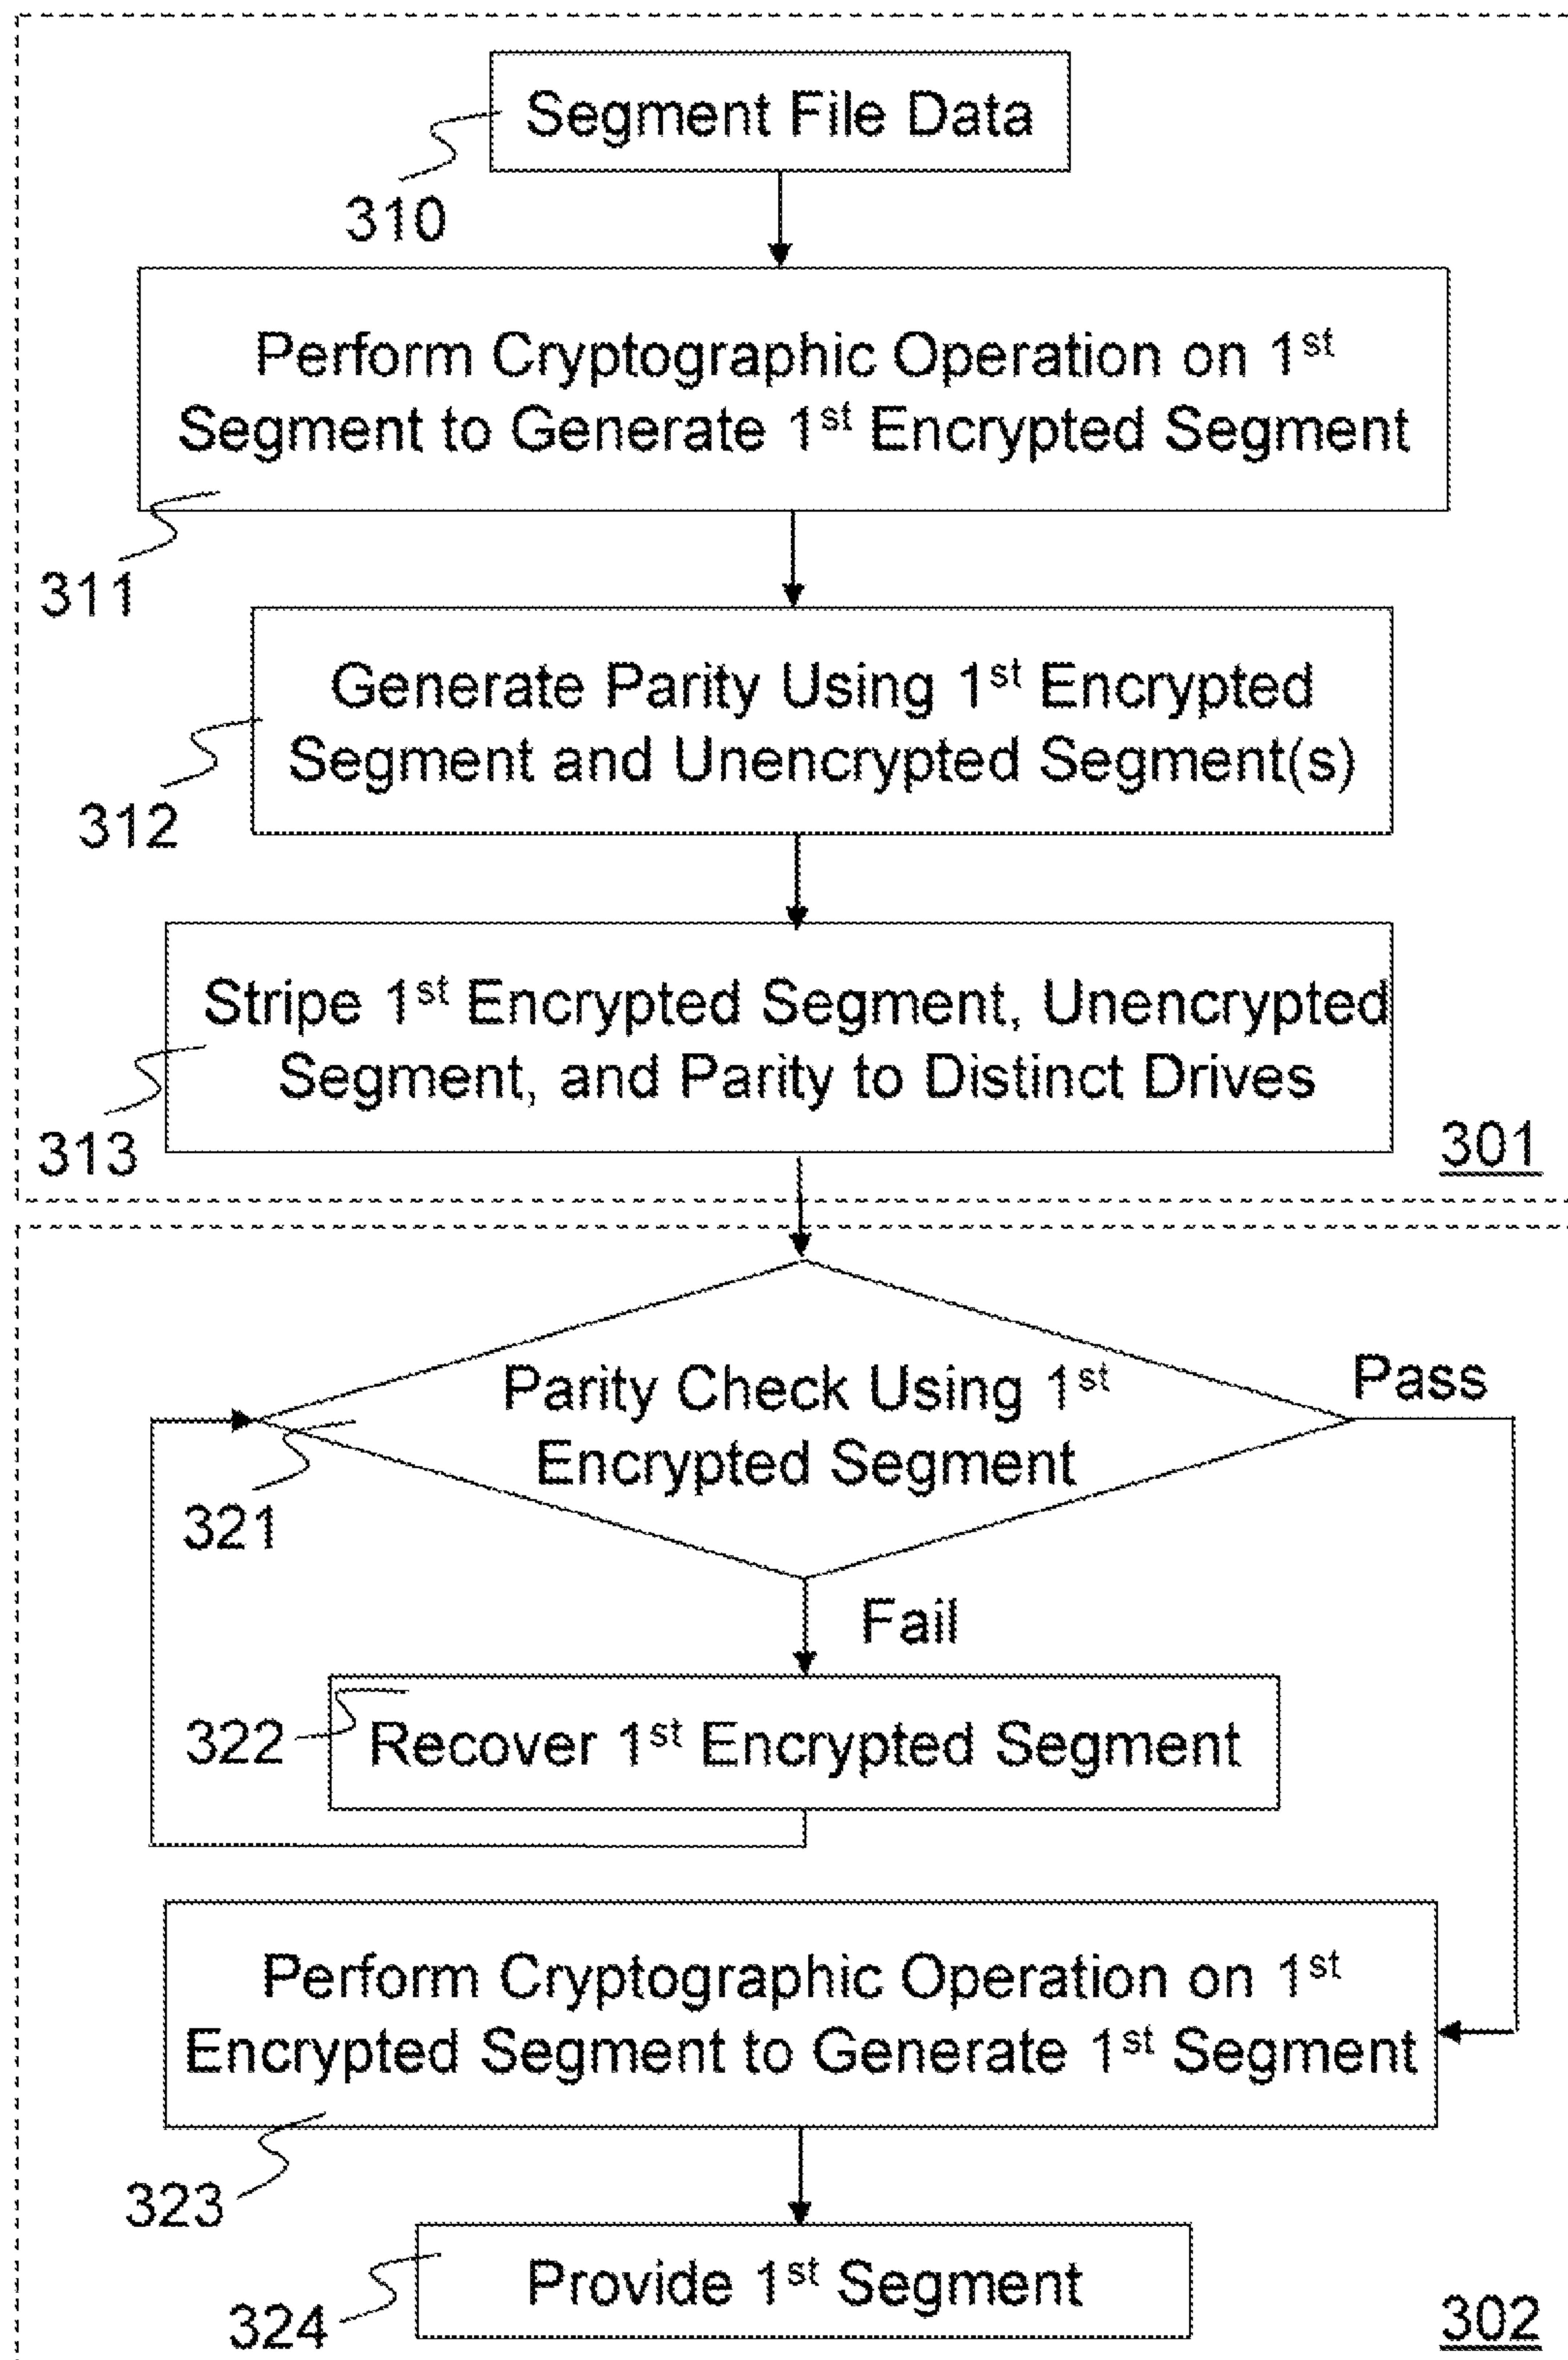 Segment File Data
310
Perform Cryptographic Operation on 1st
Segment to Generate 1st Encrypted Segment
311
Generate Parity Using 1st Encrypted
Segment and Unencrypted Segment(s)
312
Stripe 1st Encrypted Segment, Unencrypted
Segment, and Parity to Distinct Drives
313
301
Parity Check Using 1st
Encrypted Segment
Pass
321
Fail
322
Recover 1st Encrypted Segment
Perform Cryptographic Operation on 1st
Encrypted Segment to Generate 1st Segment
323
Provide 1st Segment
324
302